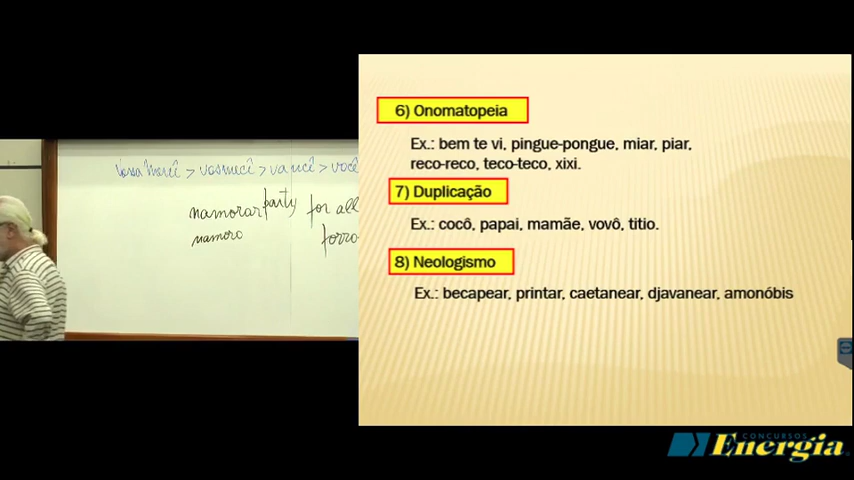 Vossa Mercê > vosmecê > vancê > você
namorar party for all
namoro forró
6) Onomatopeia
Ex.: bem te vi, pingue-pongue, miar, piar,
reco-reco, teco-teco, xixi.
7) Duplicação
Ex.: cocô, papai, mamãe, vovô, titio.
8) Neologismo
Ex.: becapear, printar, caetanear, djavanear, amonóbis
CONCURSOS
Energia